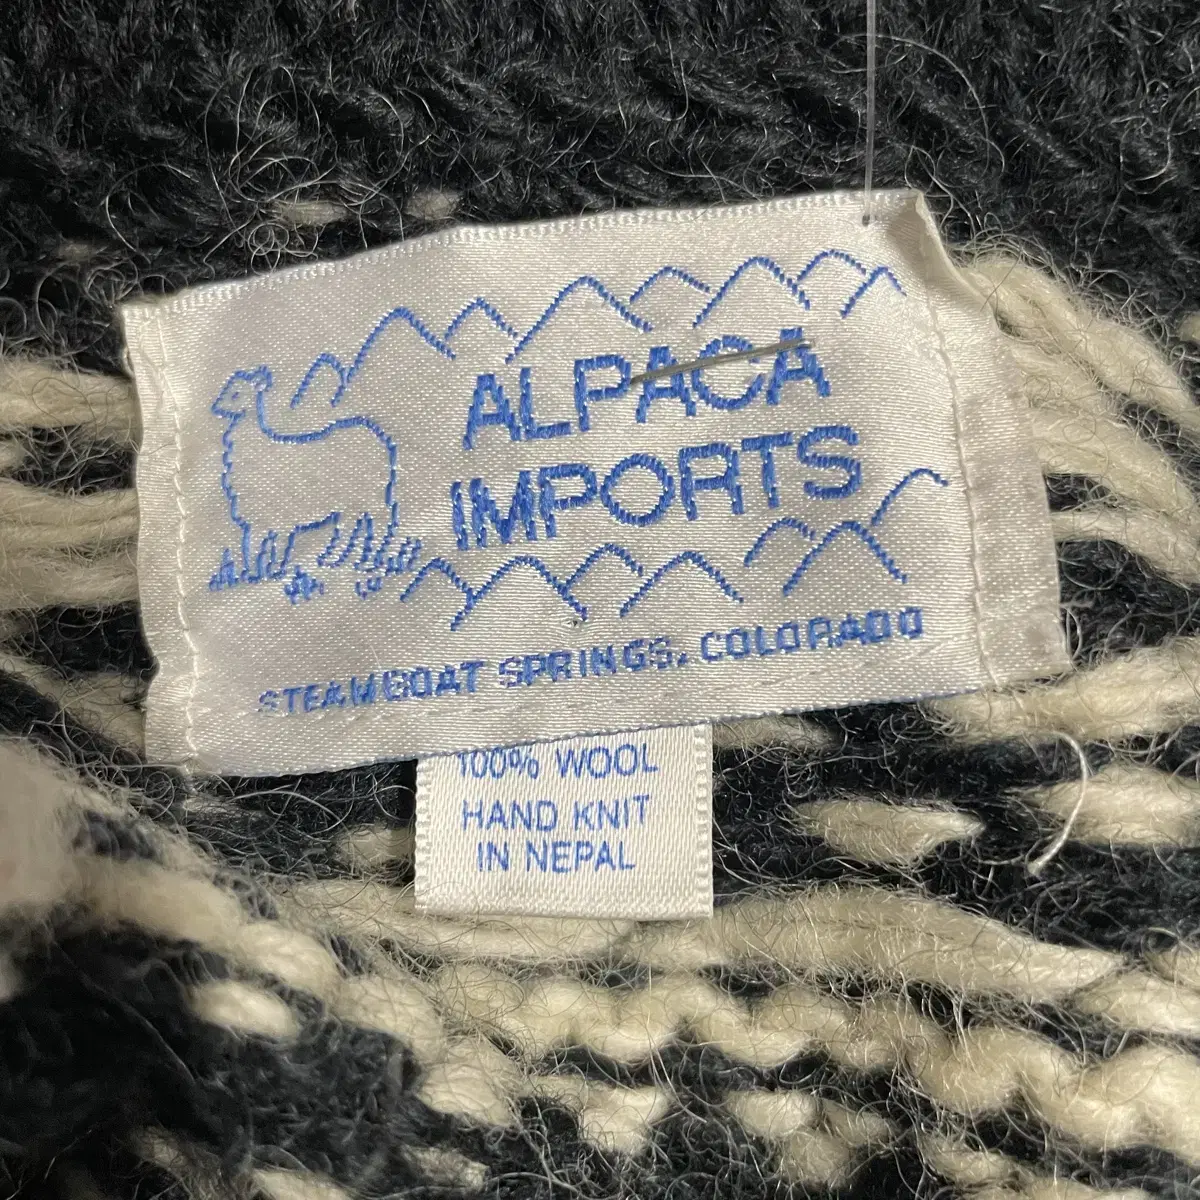 ALPACA
IMPORTS
STEAMBOAT SPRINGS, COLORADO
100% WOOL
HAND KNIT
IN NEPAL